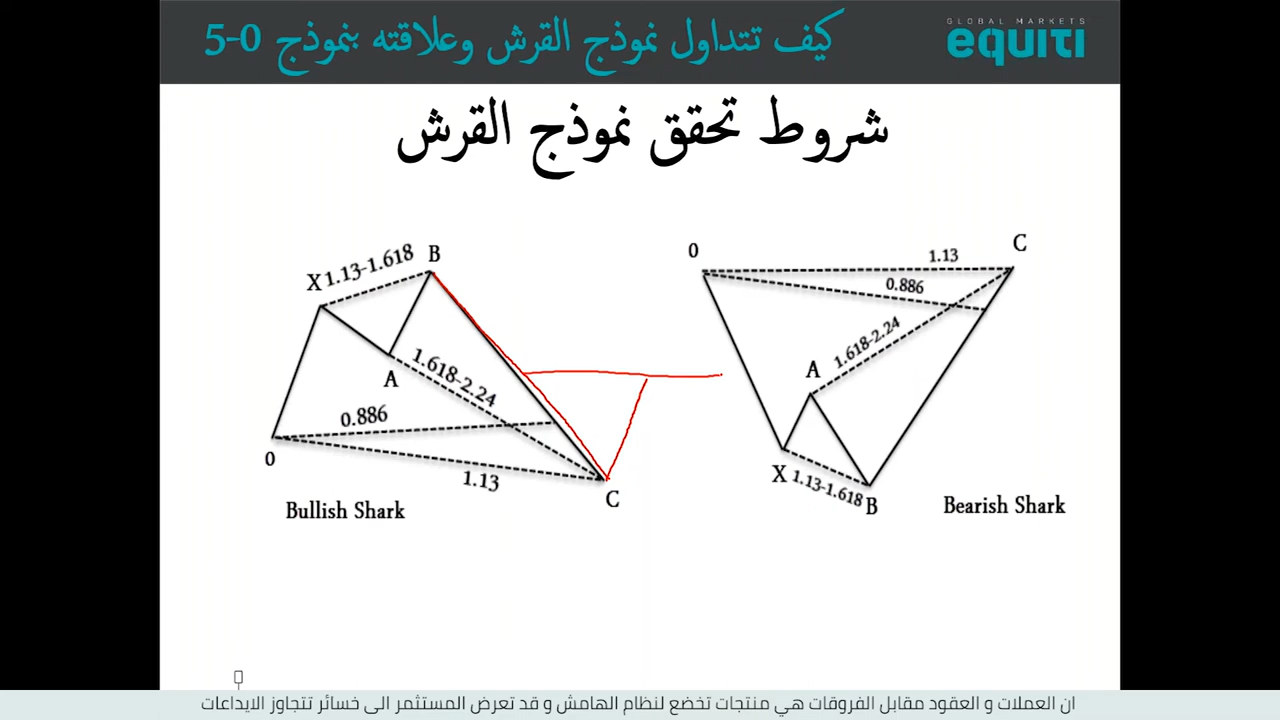 كيف تتداول نموذج القرش وعلاقته بنموذج 0-5
GLOBAL MARKETS
equiti
شروط تحقق نموذج القرش
X 1.13-1.618 B
A
1.618-2.24
0.886
0
1.13
C
Bullish Shark
0
C
1.13
0.886
1.618-2.24
A
X 1.13-1.618 B
Bearish Shark
ان العملات و العقود مقابل الفروقات هي منتجات تخضع لنظام الهامش و قد تعرض المستثمر الى خسائر تتجاوز الايداعات